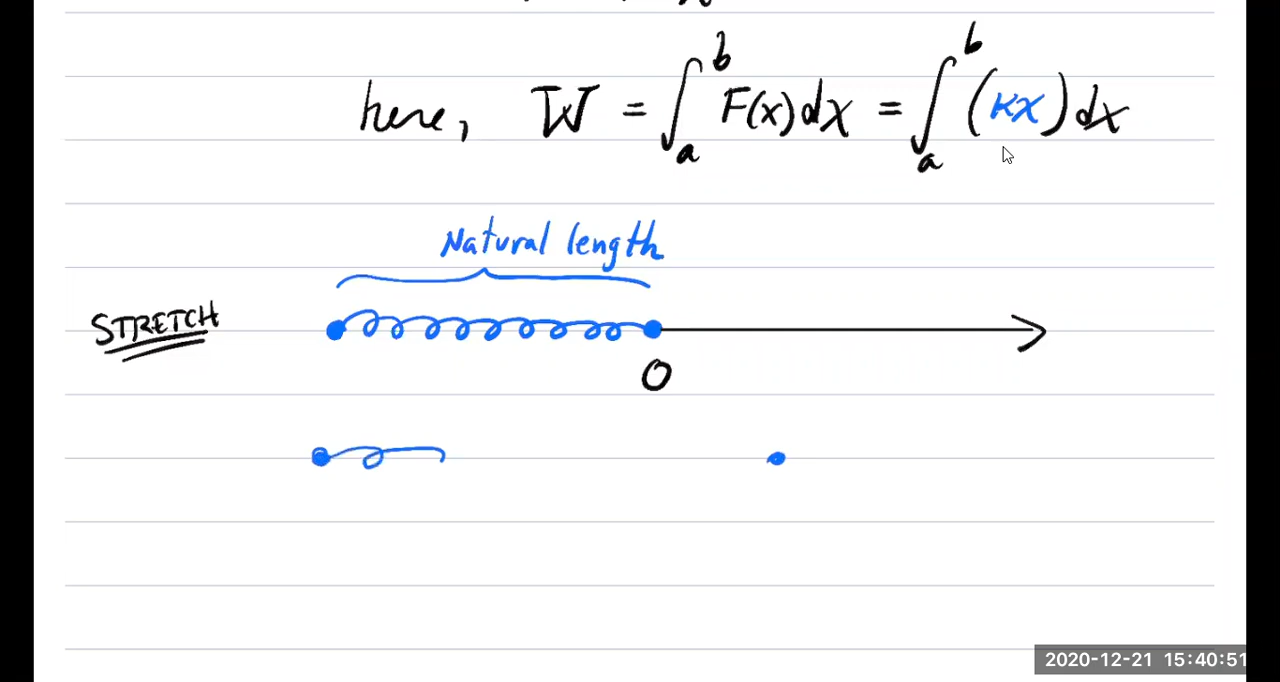 here, W = ∫_a^b F(x)dx = ∫_a^b (kx)dx
Natural length
STRETCH
0
2020-12-21 15:40:51